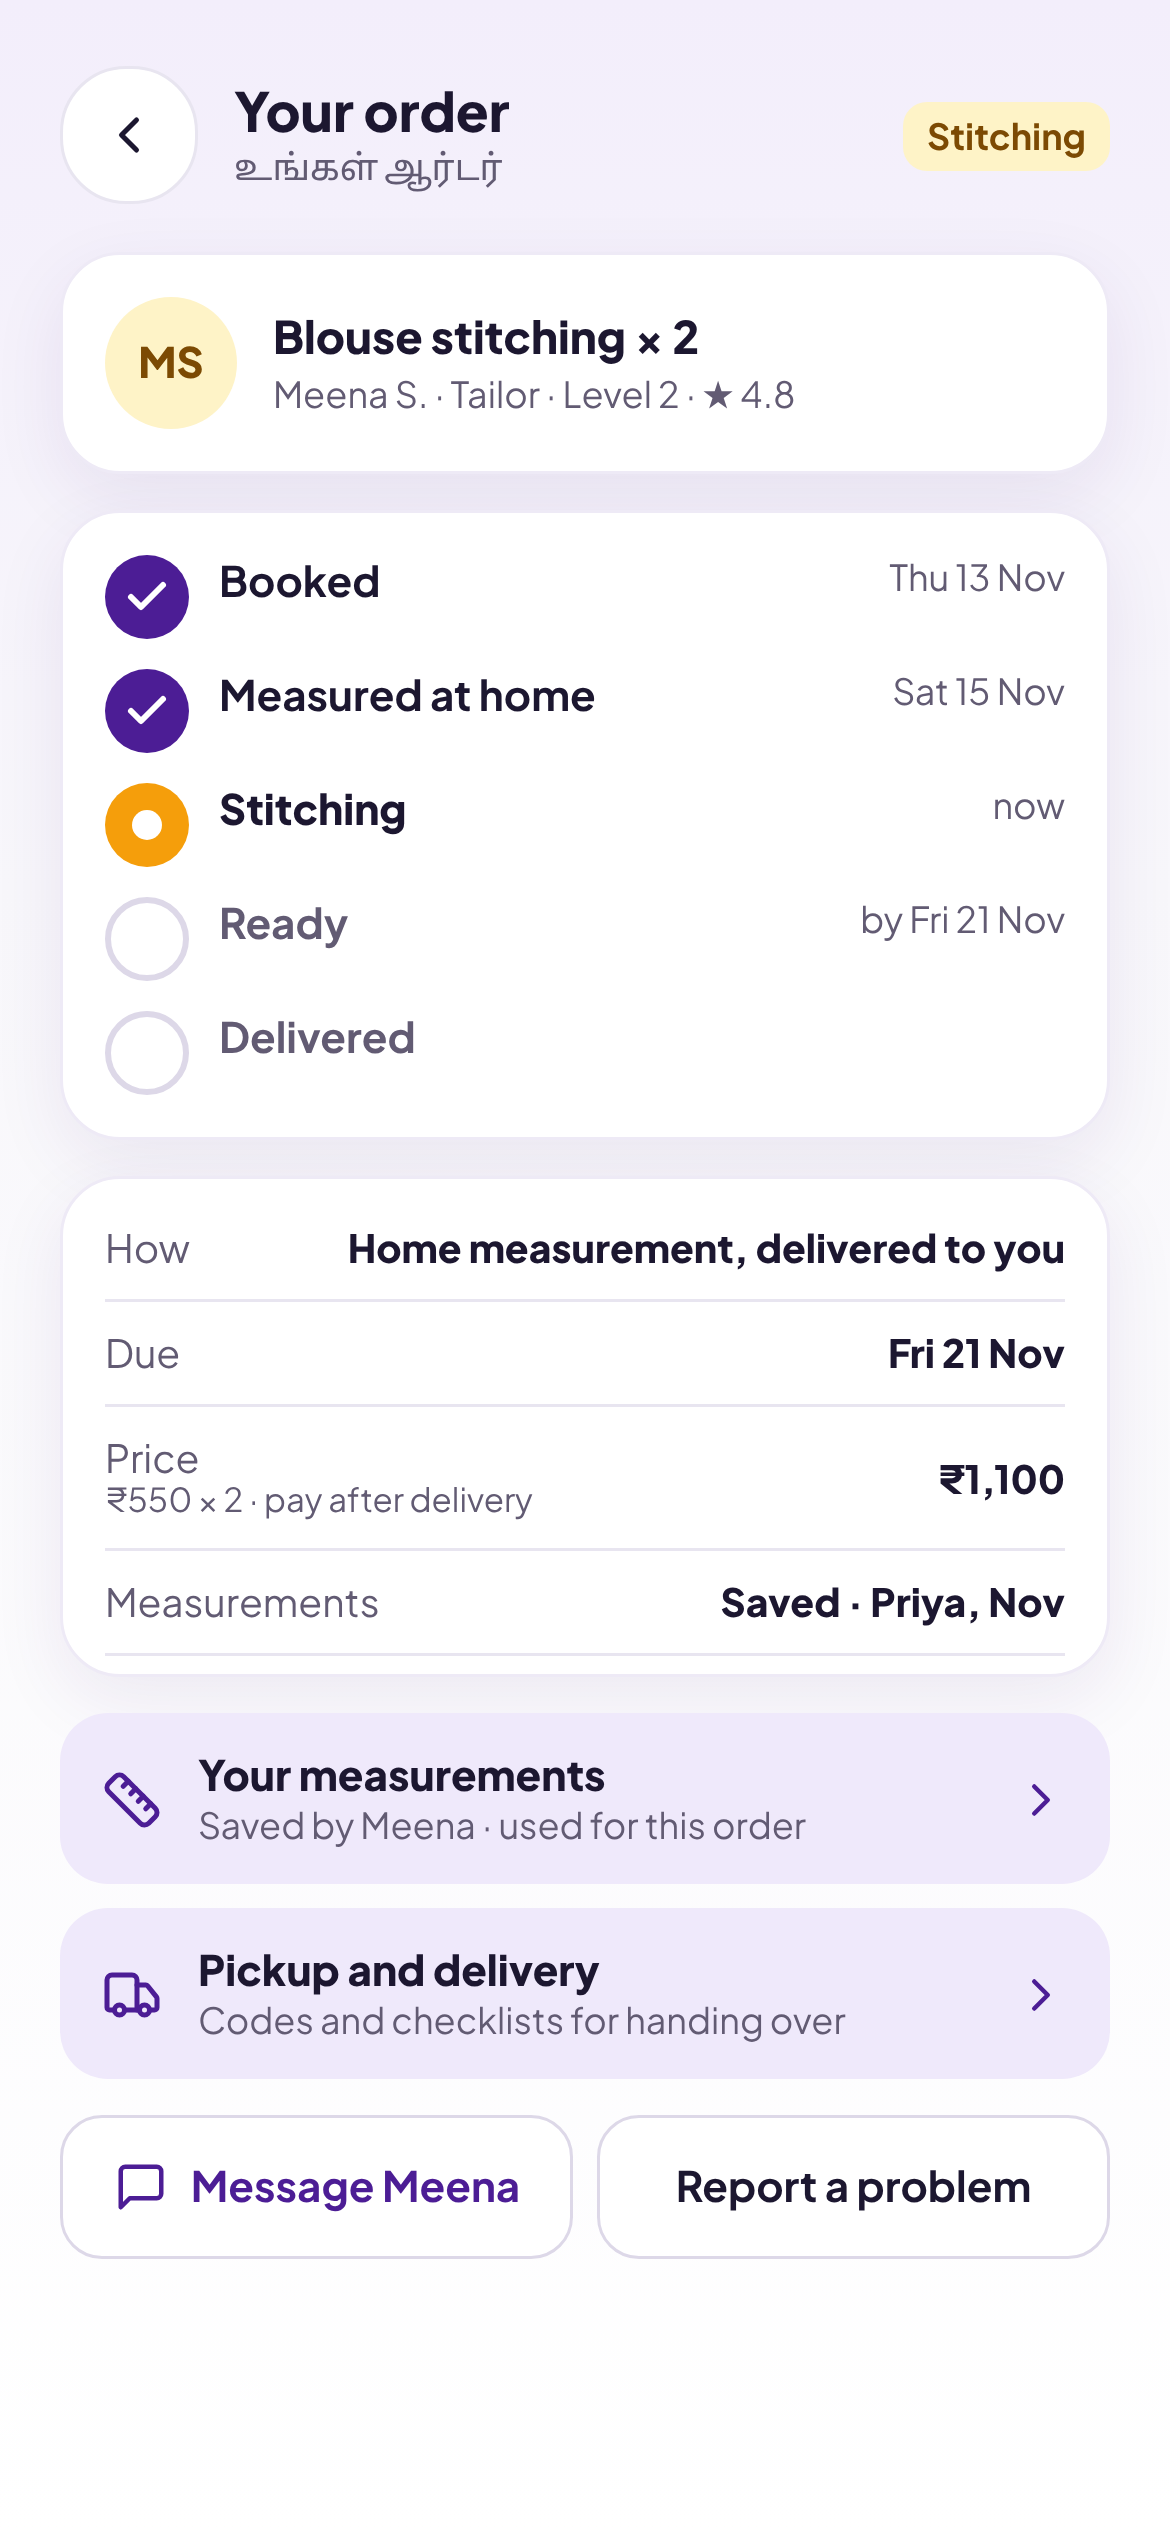 Your order
உங்கள் ஆர்டர்
Stitching
MS
Blouse stitching × 2
Meena S. · Tailor · Level 2 · ★ 4.8
Booked
Thu 13 Nov
Measured at home
Sat 15 Nov
Stitching
now
Ready
by Fri 21 Nov
Delivered
How
Home measurement, delivered to you
Due
Fri 21 Nov
Price
₹550 × 2 · pay after delivery
₹1,100
Measurements
Saved · Priya, Nov
Your measurements
Saved by Meena · used for this order
Pickup and delivery
Codes and checklists for handing over
Message Meena
Report a problem